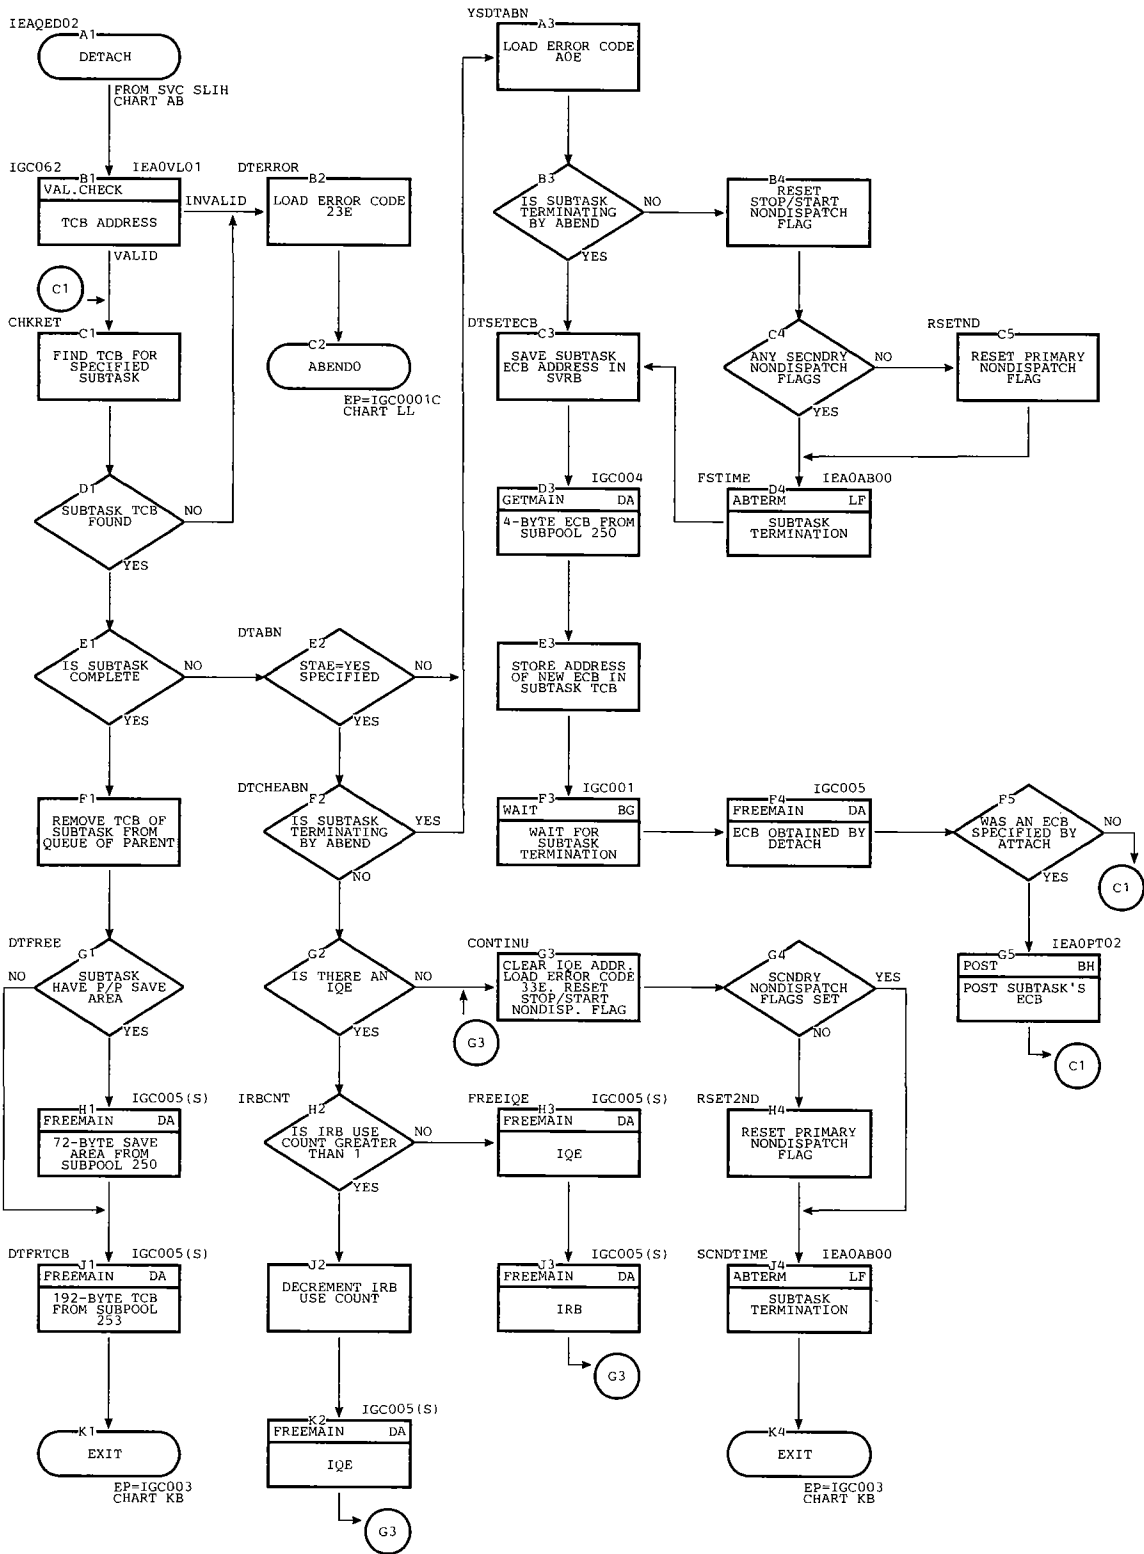 IEAQED02
A1
DETACH
FROM SVC SLIH
CHART AB
IGC062
B1
IEA0VL01
VAL.CHECK
TCB ADDRESS
INVALID
VALID
DTERROR
B2
LOAD ERROR CODE
23E
C2
ABEND0
EP=IGC0001C
CHART LL
C1
CHKRET
C1
FIND TCB FOR
SPECIFIED
SUBTASK
D1
SUBTASK TCB
FOUND
NO
YES
E1
IS SUBTASK
COMPLETE
NO
YES
DTABN
E2
STAE=YES
SPECIFIED
NO
YES
F1
REMOVE TCB OF
SUBTASK FROM
QUEUE OF PARENT
DTCHEABN
F2
IS SUBTASK
TERMINATING
BY ABEND
YES
NO
DTFREE
G1
SUBTASK
HAVE P/P SAVE
AREA
NO
YES
G2
IS THERE AN
IQE
NO
YES
H1
IGC005(S)
FREEMAIN
DA
72-BYTE SAVE
AREA FROM
SUBPOOL 250
IRBCNT
H2
IS IRB USE
COUNT GREATER
THAN 1
NO
YES
DTFRTCB
J1
IGC005(S)
FREEMAIN
DA
192-BYTE TCB
FROM SUBPOOL
253
J2
DECREMENT IRB
USE COUNT
K1
EXIT
EP=IGC003
CHART KB
K2
IGC005(S)
FREEMAIN
DA
IQE
G3
YSDTABN
A3
LOAD ERROR CODE
A0E
B3
IS SUBTASK
TERMINATING
BY ABEND
NO
YES
B4
RESET
STOP/START
NONDISPATCH
FLAG
DTSETECB
C3
SAVE SUBTASK
ECB ADDRESS IN
SVRB
C4
ANY SECNDRY
NONDISPATCH
FLAGS
NO
YES
RSETND
C5
RESET PRIMARY
NONDISPATCH
FLAG
D3
IGC004
GETMAIN
DA
4-BYTE ECB FROM
SUBPOOL 250
FSTIME
D4
IEA0AB00
ABTERM
LF
SUBTASK
TERMINATION
E3
STORE ADDRESS
OF NEW ECB IN
SUBTASK TCB
F3
IGC001
WAIT
BG
WAIT FOR
SUBTASK
TERMINATION
F4
IGC005
FREEMAIN
DA
ECB OBTAINED BY
DETACH
F5
WAS AN ECB
SPECIFIED BY
ATTACH
NO
YES
C1
CONTINU
G3
CLEAR IQE ADDR.
LOAD ERROR CODE
33E. RESET
STOP/START
NONDISP. FLAG
G3
G4
SCNDRY
NONDISPATCH
FLAGS SET
YES
NO
G5
IEA0PT02
POST
BH
POST SUBTASK'S
ECB
C1
FREEIQE
H3
IGC005(S)
FREEMAIN
DA
IQE
RSET2ND
H4
RESET PRIMARY
NONDISPATCH
FLAG
J3
IGC005(S)
FREEMAIN
DA
IRB
G3
SCNDTIME
J4
IEA0AB00
ABTERM
LF
SUBTASK
TERMINATION
K4
EXIT
EP=IGC003
CHART KB